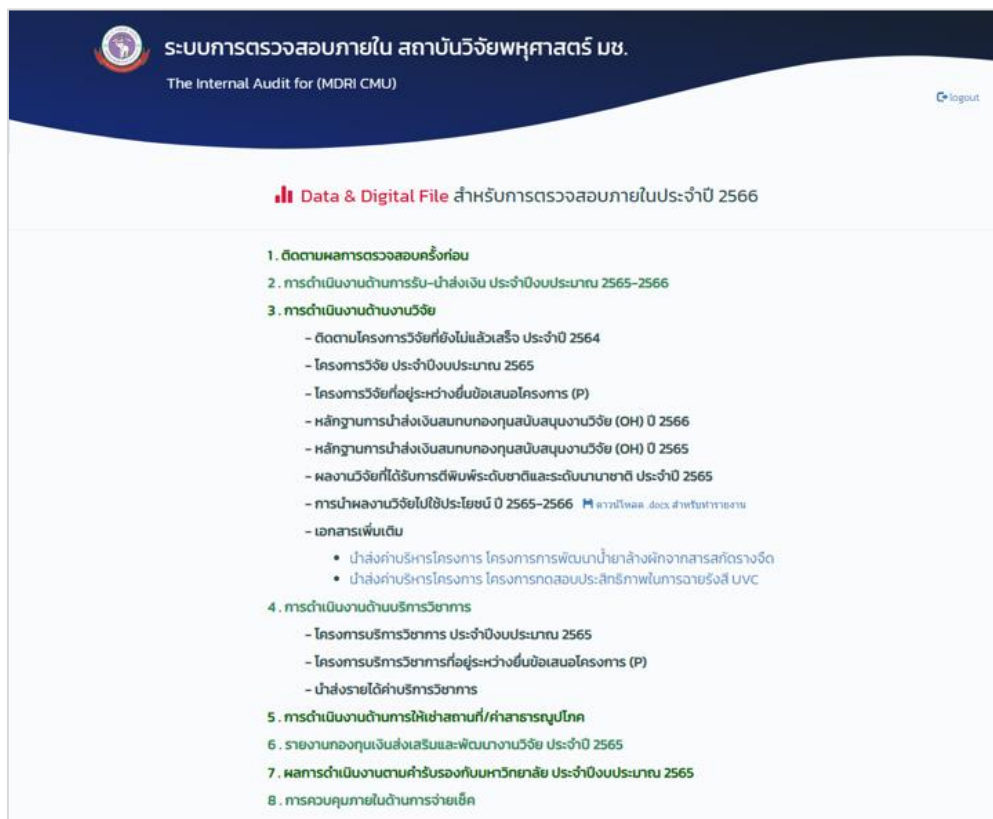 ระบบการตรวจสอบภายใน สถาบันวิจัยพหุศาสตร์ มช.
The Internal Audit for (MDRI CMU)
logout
Data & Digital File สำหรับการตรวจสอบภายในประจำปี 2566
1 . ติดตามผลการตรวจสอบครั้งก่อน
2 . การดำเนินงานด้านการรับ-นำส่งเงิน ประจำปีงบประมาณ 2565-2566
3 . การดำเนินงานด้านงานวิจัย
- ติดตามโครงการวิจัยที่ยังไม่แล้วเสร็จ ประจำปี 2564
- โครงการวิจัย ประจำปีงบประมาณ 2565
- โครงการวิจัยที่อยู่ระหว่างยื่นข้อเสนอโครงการ (P)
- หลักฐานการนำส่งเงินสมทบกองทุนสนับสนุนงานวิจัย (OH) ปี 2566
- หลักฐานการนำส่งเงินสมทบกองทุนสนับสนุนงานวิจัย (OH) ปี 2565
- ผลงานวิจัยที่ได้รับการตีพิมพ์ระดับชาติและระดับนานาชาติ ประจำปี 2565
- การนำผลงานวิจัยไปใช้ประโยชน์ ปี 2565-2566 ดาวน์โหลด .docx สำหรับทำรายงาน
- เอกสารเพิ่มเติม
• นำส่งค่าบริหารโครงการ โครงการการพัฒนาน้ำยาล้างผักจากสารสกัดรางจืด
• นำส่งค่าบริหารโครงการ โครงการทดสอบประสิทธิภาพในการฉายรังสี UVC
4 . การดำเนินงานด้านบริการวิชาการ
- โครงการบริการวิชาการ ประจำปีงบประมาณ 2565
- โครงการบริการวิชาการที่อยู่ระหว่างยื่นข้อเสนอโครงการ (P)
- นำส่งรายได้ค่าบริการวิชาการ
5 . การดำเนินงานด้านการให้เช่าสถานที่/ค่าสาธารณูปโภค
6 . รายงานกองทุนเงินส่งเสริมและพัฒนางานวิจัย ประจำปี 2565
7 . ผลการดำเนินงานตามคำรับรองกับมหาวิทยาลัย ประจำปีงบประมาณ 2565
8 . การควบคุมภายในด้านการจ่ายเช็ค